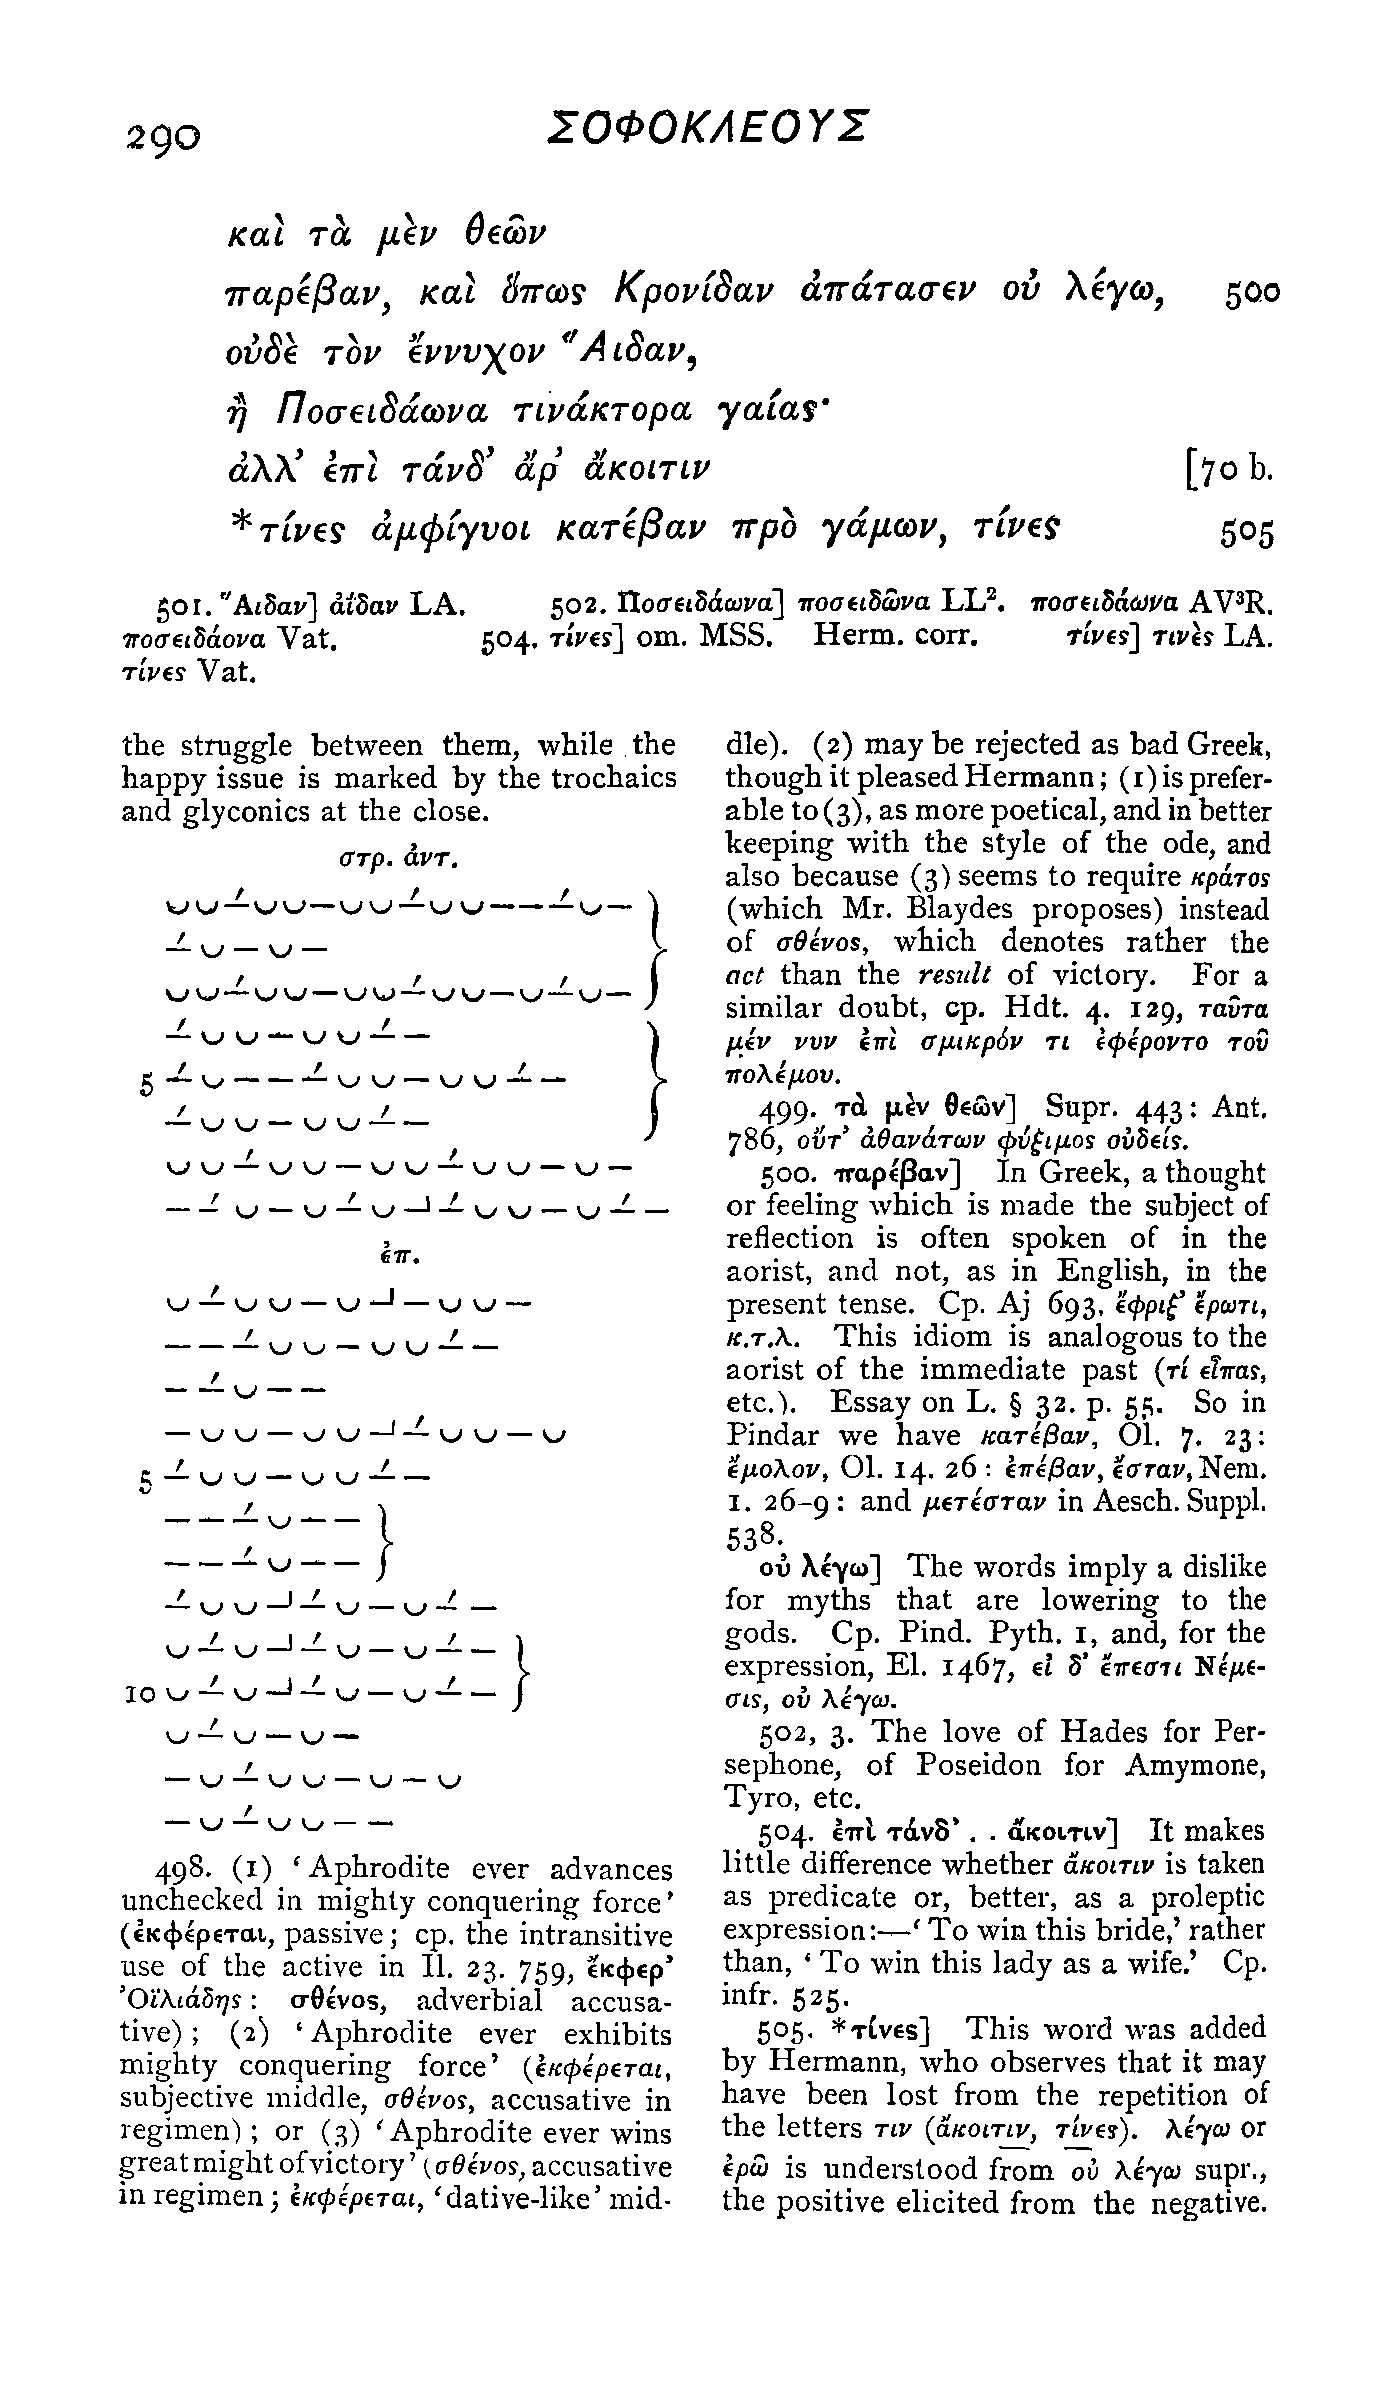 290
ΣΟΦΟΚΛΕΟΥΣ
καὶ τὰ μὲν θεῶν
παρέβαν, καὶ ὅπως Κρονίδαν ἀπάτασεν οὐ λέγω, 500
οὐδὲ τὸν ἔννυχον Ἅιδαν,
ἢ Ποσειδάωνα τινάκτορα γαίας·
ἀλλ’ ἐπὶ τάνδ’ ἄρ’ ἄκοιτιν [70 b.
*τίνες ἀμφίγυοι κατέβαν πρὸ γάμων, τίνες 505
501. Ἅιδαν] ἀΐδαν LA. 502. Ποσειδάωνα] ποσειδῶνα LL². ποσειδάωνα AV³R.
ποσειδάονα Vat. 504. τίνες] om. MSS. Herm. corr. τίνες] τινὲς LA.
τίνες Vat.
the struggle between them, while the
happy issue is marked by the trochaics
and glyconics at the close.
στρ. ἀντ.
∪∪–́∪∪–∪∪–́∪∪–––́∪–
–́∪–∪–
∪∪–́∪∪–∪∪–́∪∪–∪–́∪–
–́∪∪–∪∪–́–
5 –́∪–––́∪∪–∪∪–́–
–́∪∪–∪∪–́–
∪∪–́∪∪–∪∪–́∪∪–∪–
––́∪–∪–́∪–┘–́∪∪–∪–́–
ἐπ.
∪–́∪∪–∪–┘–∪∪–
–––́∪∪–∪∪–́–
––́∪––
–∪∪–∪∪–┘–́∪∪–∪
5 –́∪∪–∪∪–́–
–––́∪–––
–––́∪–––
–́∪∪–┘–́∪–∪–́–
∪–́∪–┘–́∪–∪–́–
10 ∪–́∪–┘–́∪–∪–́–
∪–́∪–∪–
–∪–́∪∪–∪–∪
–∪–́∪∪––
498. (1) ‘Aphrodite ever advances
unchecked in mighty conquering force’
(ἐκφέρεται, passive; cp. the intransitive
use of the active in Il. 23. 759, ἔκφερ’
Ὀϊλιάδης: σθένος, adverbial accusa-
tive); (2) ‘Aphrodite ever exhibits
mighty conquering force’ (ἐκφέρεται,
subjective middle, σθένος, accusative in
regimen); or (3) ‘Aphrodite ever wins
great might of victory’ (σθένος, accusative
in regimen; ἐκφέρεται, ‘dative-like’ mid-
dle). (2) may be rejected as bad Greek,
though it pleased Hermann; (1) is prefer-
able to (3), as more poetical, and in better
keeping with the style of the ode, and
also because (3) seems to require κράτος
(which Mr. Blaydes proposes) instead
of σθένος, which denotes rather the
act than the result of victory. For a
similar doubt, cp. Hdt. 4. 129, ταῦτα
μέν νυν ἐπὶ σμικρόν τι ἐφέροντο τοῦ
πολέμου.
499. τὰ μὲν θεῶν] Supr. 443: Ant.
786, οὔτ’ ἀθανάτων φύξιμος οὐδείς.
500. παρέβαν] In Greek, a thought
or feeling which is made the subject of
reflection is often spoken of in the
aorist, and not, as in English, in the
present tense. Cp. Aj 693, ἔφριξ’ ἔρωτι,
κ.τ.λ. This idiom is analogous to the
aorist of the immediate past (τί εἶπας,
etc.). Essay on L. § 32. p. 55. So in
Pindar we have κατέβαν, Ol. 7. 23:
ἔμολον, Ol. 14. 26: ἐπέβαν, ἔσταν, Nem.
1. 26-9: and μετέσταν in Aesch. Suppl.
538.
οὐ λέγω] The words imply a dislike
for myths that are lowering to the
gods. Cp. Pind. Pyth. 1, and, for the
expression, El. 1467, εἰ δ’ ἔπεστι Νέμε-
σις, οὐ λέγω.
502, 3. The love of Hades for Per-
sephone, of Poseidon for Amymone,
Tyro, etc.
504. ἐπὶ τάνδ’ . . ἄκοιτιν] It makes
little difference whether ἄκοιτιν is taken
as predicate or, better, as a proleptic
expression:—‘To win this bride,’ rather
than, ‘To win this lady as a wife.’ Cp.
infr. 525.
505. *τίνες] This word was added
by Hermann, who observes that it may
have been lost from the repetition of
the letters τιν (ἄκοιτιν, τίνες). λέγω or
ἐρῶ is understood from οὐ λέγω supr.,
the positive elicited from the negative.